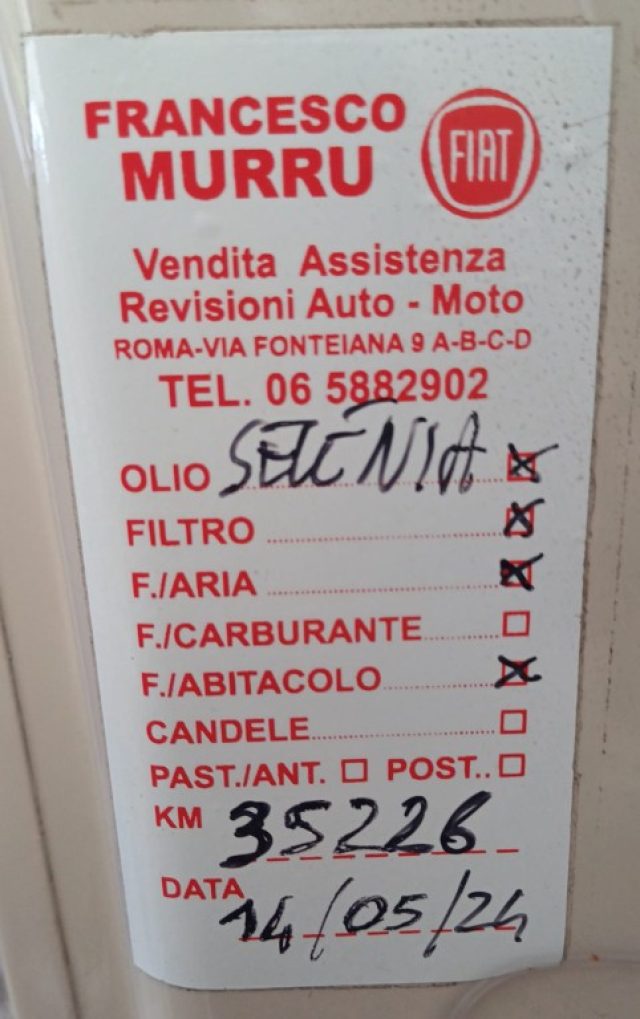 FRANCESCO
MURRU
FIAT
Vendita Assistenza
Revisioni Auto - Moto
ROMA-VIA FONTEIANA 9 A-B-C-D
TEL. 06 5882902
OLIO SELENIA
FILTRO
F./ARIA
F./CARBURANTE
F./ABITACOLO
CANDELE
PAST./ANT. POST..
KM 35226
DATA 14/05/24